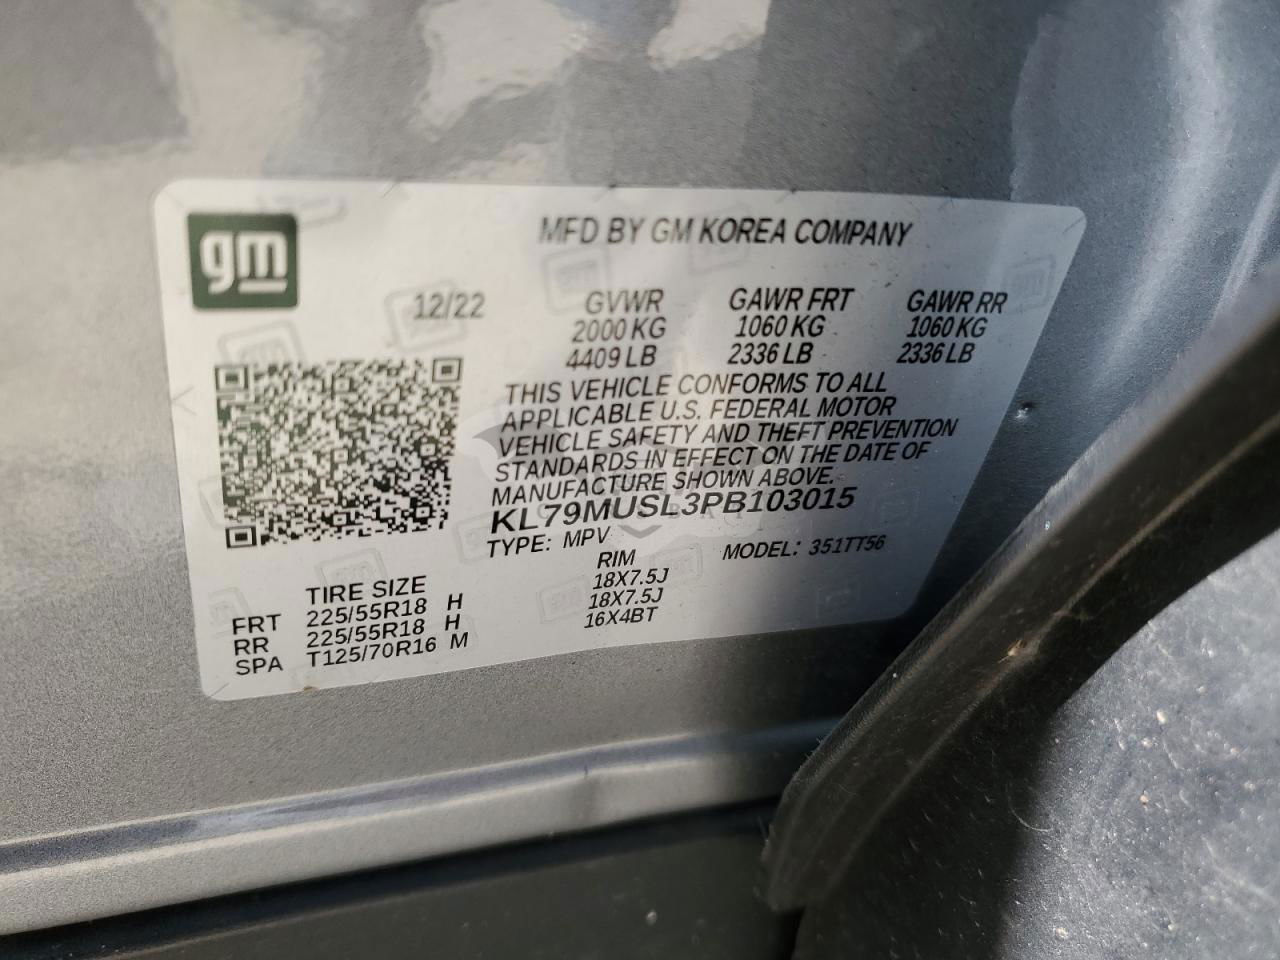 gm
MFD BY GM KOREA COMPANY
12/22 GVWR GAWR FRT GAWR RR
2000 KG 1060 KG 1060 KG
4409 LB 2336 LB 2336 LB
THIS VEHICLE CONFORMS TO ALL
APPLICABLE U.S. FEDERAL MOTOR
VEHICLE SAFETY AND THEFT PREVENTION
STANDARDS IN EFFECT ON THE DATE OF
MANUFACTURE SHOWN ABOVE.
KL79MUSL3PB103015
TYPE: MPV MODEL: 351TT56
TIRE SIZE RIM
FRT 225/55R18 H 18X7.5J
RR 225/55R18 H 18X7.5J
SPA T125/70R16 M 16X4BT